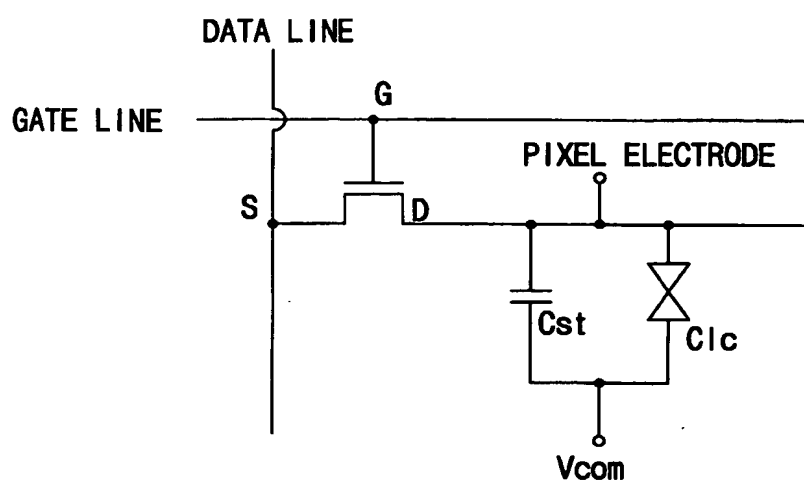 DATA LINE
GATE LINE
G
PIXEL ELECTRODE
S
D
Cst
Clc
Vcom